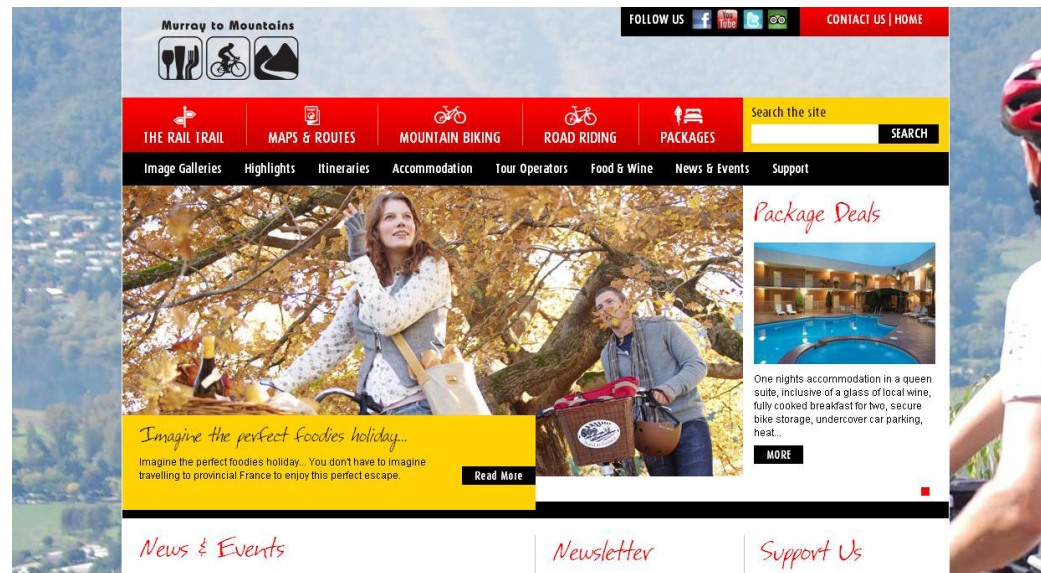 Murray to Mountains
FOLLOW US
You Tube
CONTACT US | HOME
THE RAIL TRAIL
MAPS & ROUTES
MOUNTAIN BIKING
ROAD RIDING
PACKAGES
Search the site
SEARCH
Image Galleries
Highlights
Itineraries
Accommodation
Tour Operators
Food & Wine
News & Events
Support
Imagine the perfect foodies holiday...
Imagine the perfect foodies holiday... You don't have to imagine
travelling to provincial France to enjoy this perfect escape.
Read More
Package Deals
One nights accommodation in a queen
suite, inclusive of a glass of local wine,
fully cooked breakfast for two, secure
bike storage, undercover car parking,
heat...
MORE
News & Events
Newsletter
Support Us